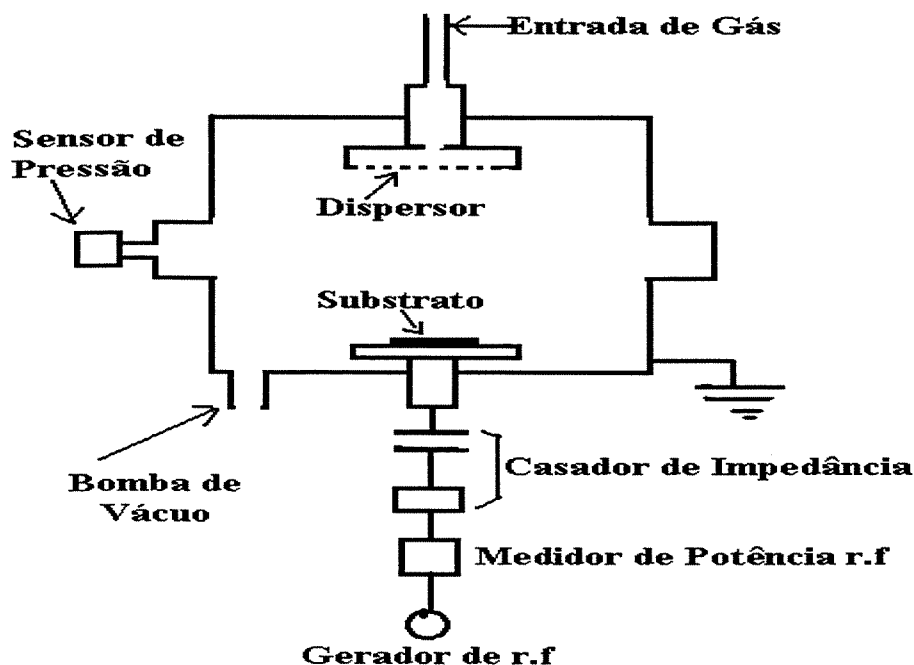 Entrada de Gás
Sensor de
Pressão
Dispersor
Substrato
Casador de Impedância
Bomba de
Vácuo
Medidor de Potência r.f
Gerador de r.f